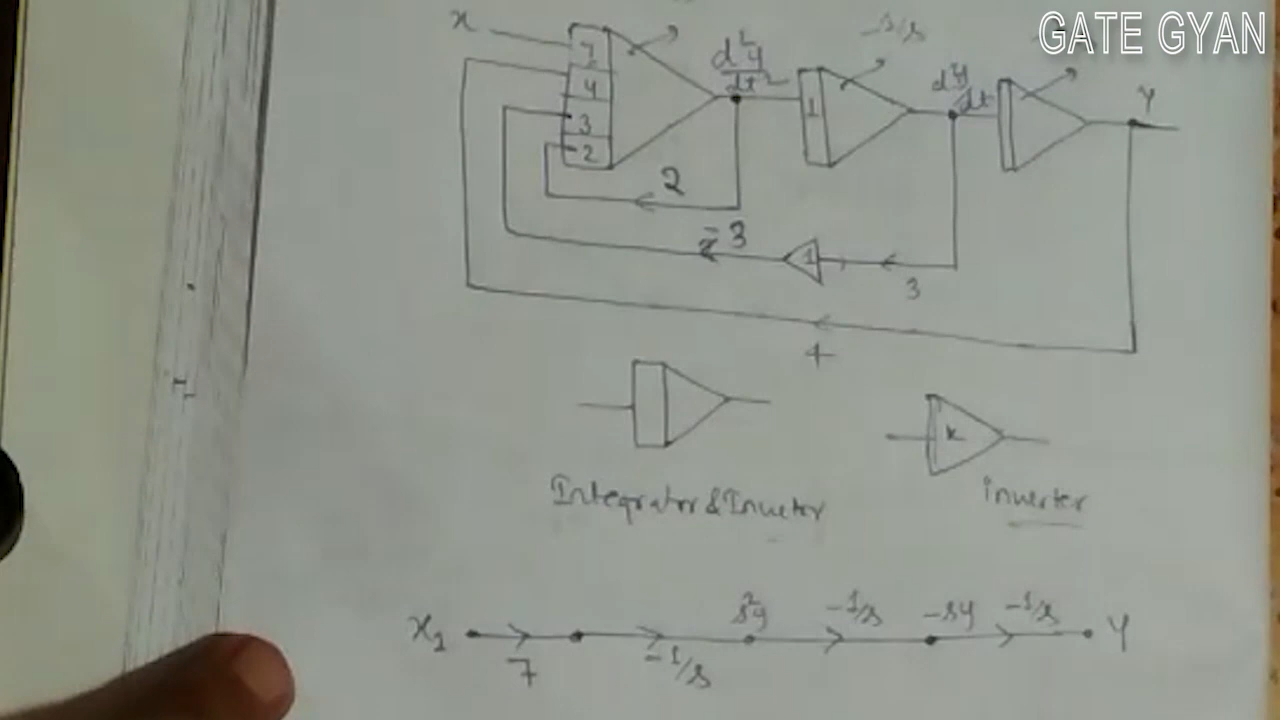 GATE GYAN
x
7
4
3
2
d²y/dt²
1
-1/s
dy/dt
Y
2
-3
1
3
4
k
Integrator & Invetor
inverter
s²y
-1/s
-sy
-1/s
X₁
Y
7
-1/s